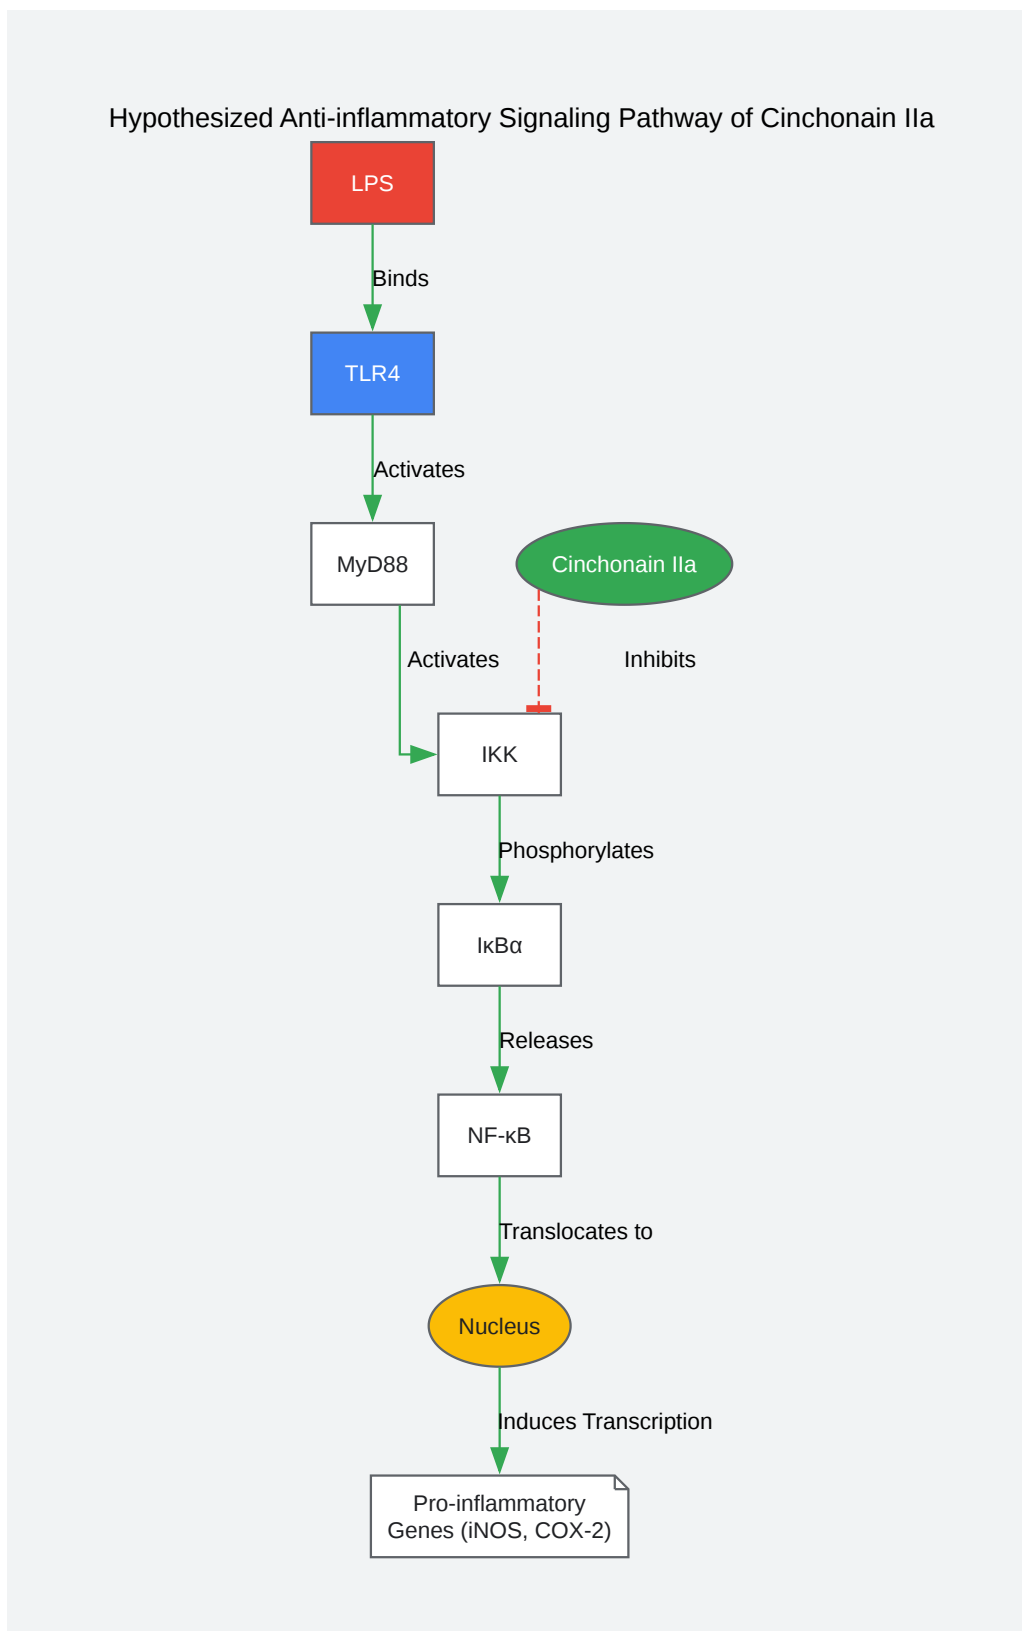 Hypothesized Anti-inflammatory Signaling Pathway of Cinchonain IIa
LPS
Binds
TLR4
Activates
MyD88
Cinchonain IIa
Activates
Inhibits
IKK
Phosphorylates
IκBα
Releases
NF-κB
Translocates to
Nucleus
Induces Transcription
Pro-inflammatory
Genes (iNOS, COX-2)